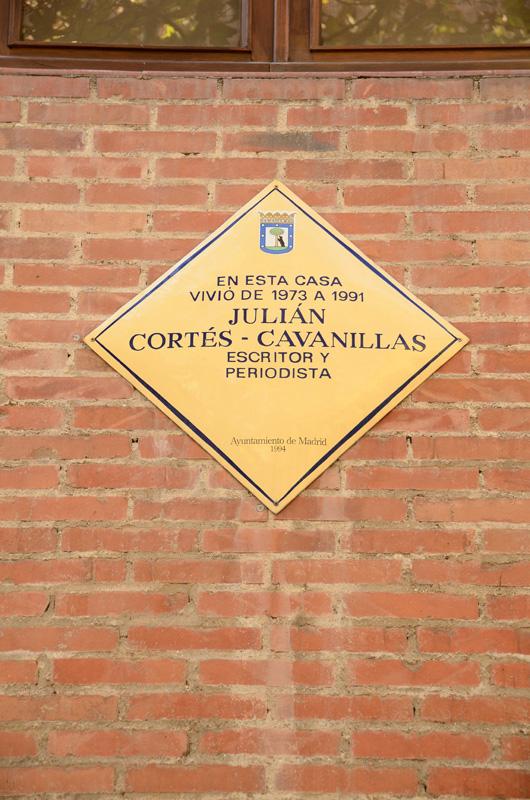 EN ESTA CASA
VIVIÓ DE 1973 A 1991
JULIÁN
CORTÉS - CAVANILLAS
ESCRITOR Y
PERIODISTA
Ayuntamiento de Madrid
1994